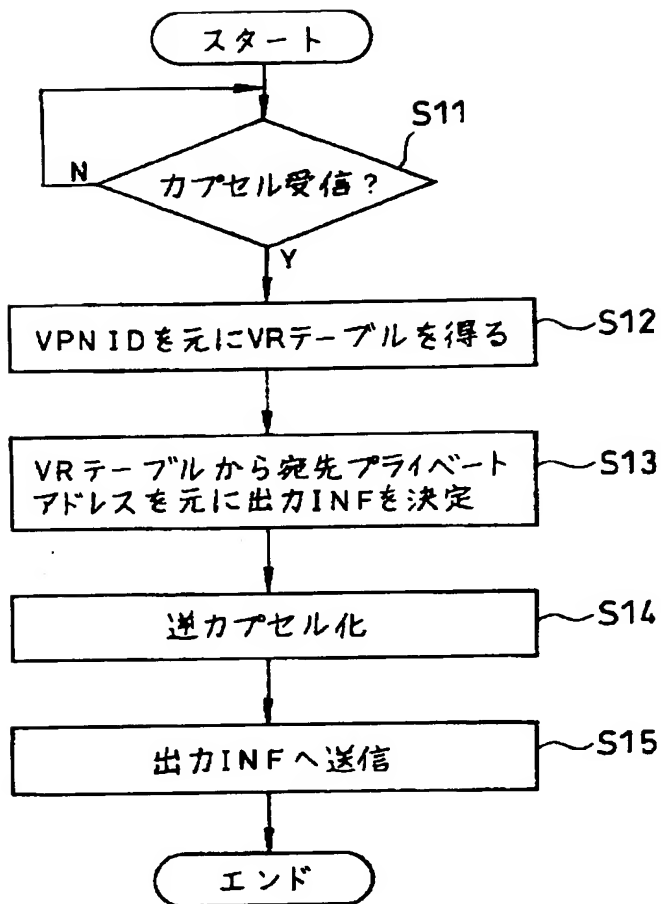 スタート
S11
カプセル受信?
N
Y
VPN IDを元にVRテーブルを得る
S12
VRテーブルから宛先プライベート
アドレスを元に出力INFを決定
S13
逆カプセル化
S14
出力INFへ送信
S15
エンド